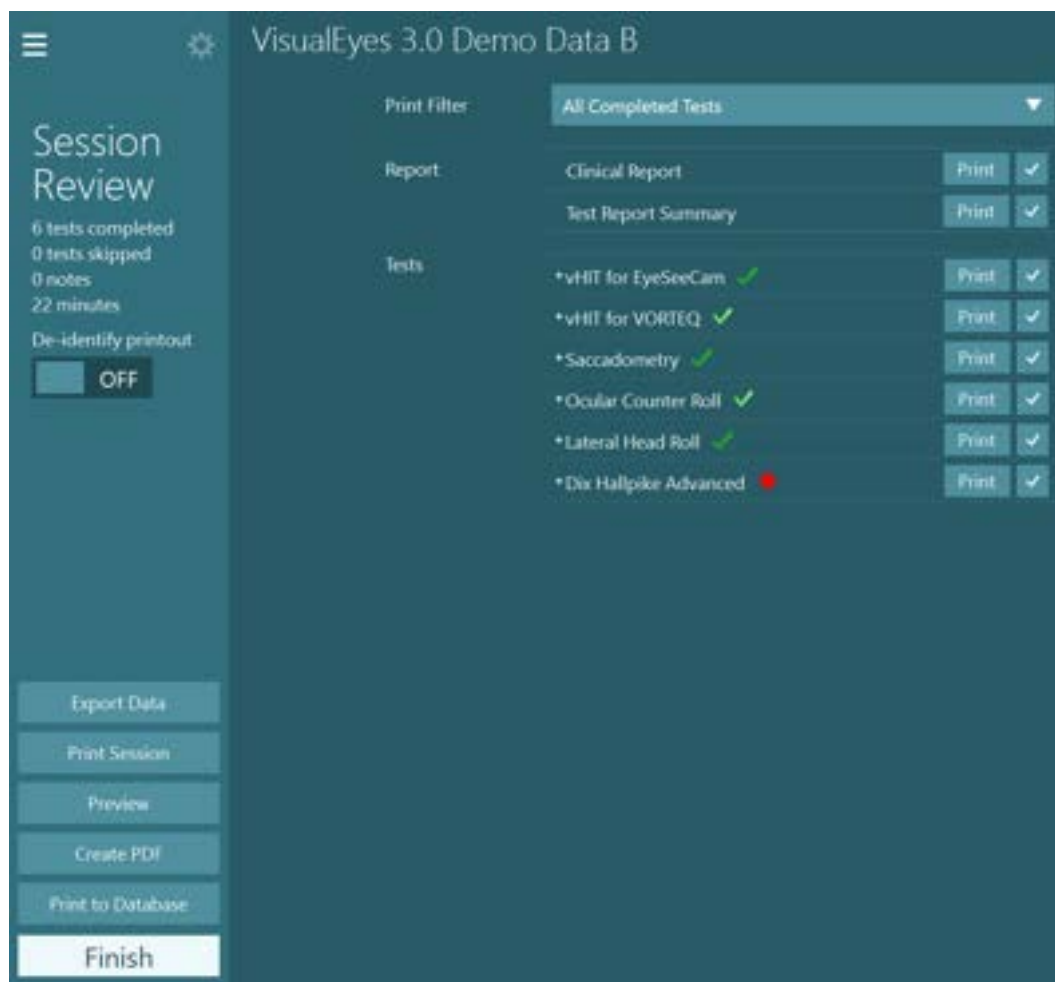 VisualEyes 3.0 Demo Data B
Session
Review
6 tests completed
0 tests skipped
0 notes
22 minutes
De-identify printout
OFF
Print Filter
All Completed Tests
Report
Clinical Report
Print
Test Report Summary
Print
Tests
*vHIT for EyeSeeCam
Print
*vHIT for VORTEQ
Print
*Saccadometry
Print
*Ocular Counter Roll
Print
*Lateral Head Roll
Print
*Dix Hallpike Advanced
Print
Export Data
Print Session
Preview
Create PDF
Print to Database
Finish